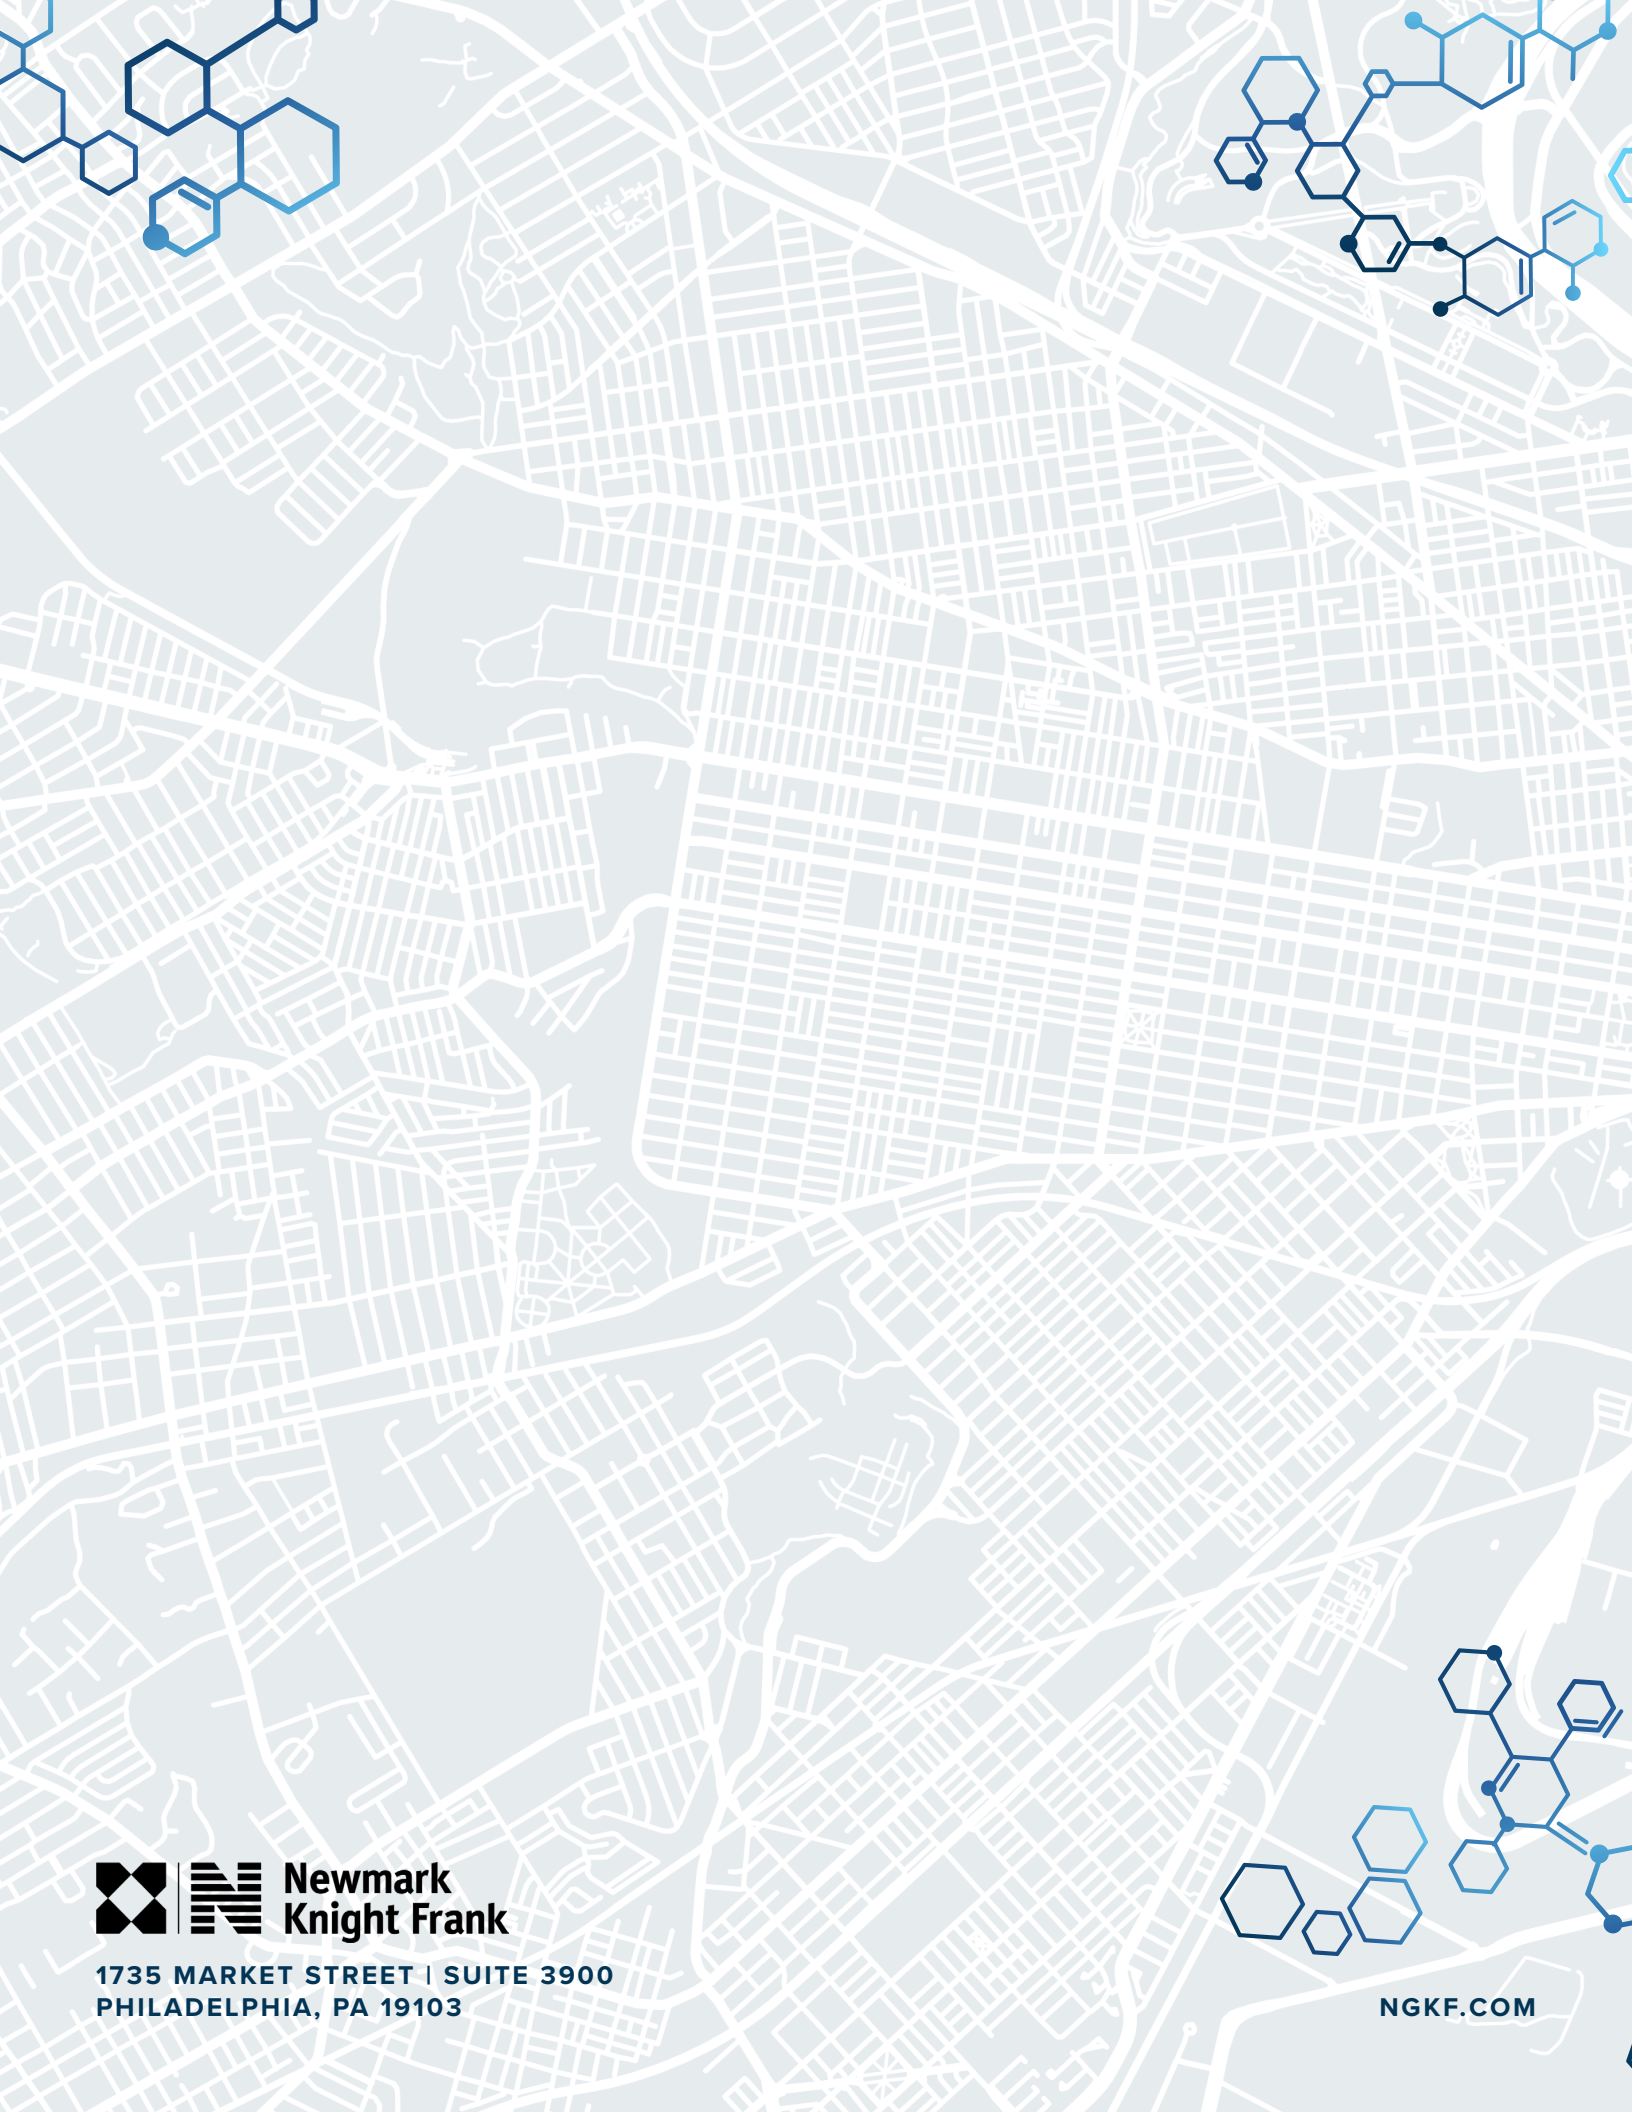 Newmark
Knight Frank
1735 MARKET STREET | SUITE 3900
PHILADELPHIA, PA 19103
NGKF.COM